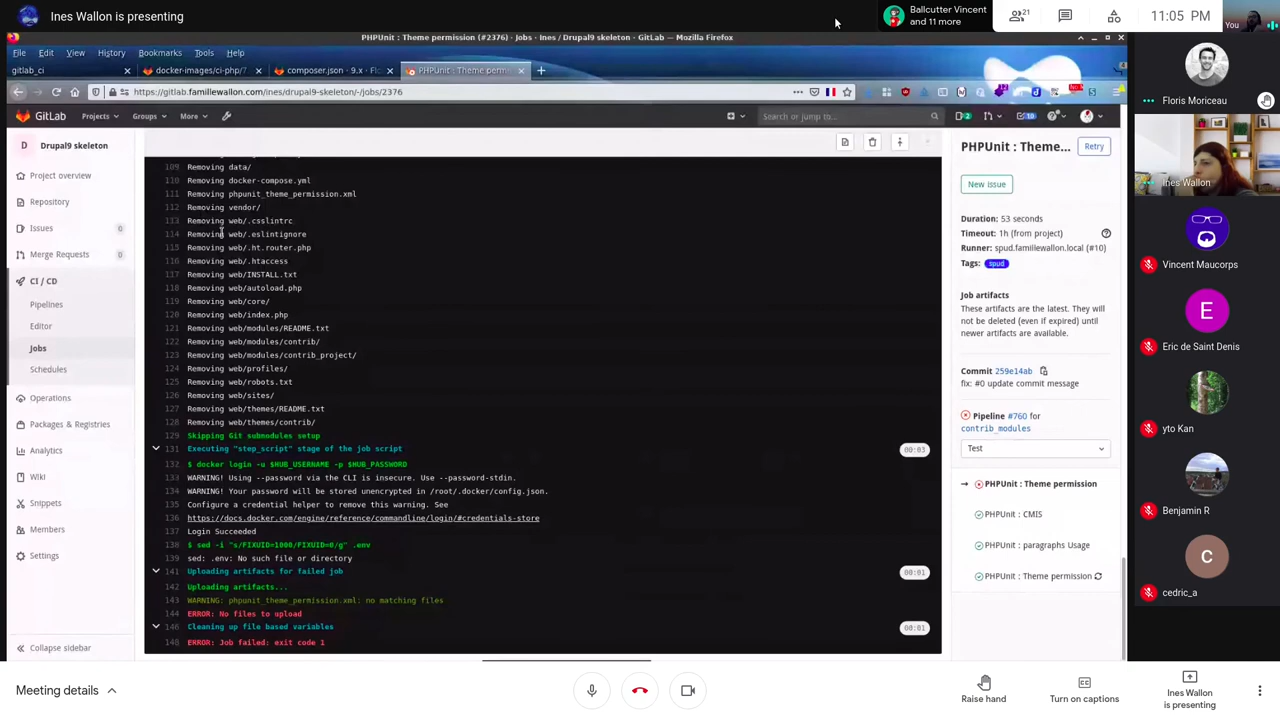 Ines Wallon is presenting
Ballcutter Vincent
and 11 more
21
11:05 PM
You
PHPUnit : Theme permission (#2376) · Jobs · Ines / Drupal9 skeleton · GitLab — Mozilla Firefox
File Edit View History Bookmarks Tools Help
gitlab_ci
docker-images/ci-php/7
composer.json · 9.x · F
PHPUnit : Theme permi
https://gitlab.famillewallon.com/ines/drupal9-skeleton/-/jobs/2376
GitLab Projects Groups More
Search or jump to...
D Drupal9 skeleton
Project overview
Repository
Issues 0
Merge Requests 0
CI / CD
Pipelines
Editor
Jobs
Schedules
Operations
Packages & Registries
Analytics
Wiki
Snippets
Members
Settings
Collapse sidebar
109 Removing data/
110 Removing docker-compose.yml
111 Removing phpunit_theme_permission.xml
112 Removing vendor/
113 Removing web/.csslintrc
114 Removing web/.eslintignore
115 Removing web/.ht.router.php
116 Removing web/.htaccess
117 Removing web/INSTALL.txt
118 Removing web/autoload.php
119 Removing web/core/
120 Removing web/index.php
121 Removing web/modules/README.txt
122 Removing web/modules/contrib/
123 Removing web/modules/contrib_project/
124 Removing web/profiles/
125 Removing web/robots.txt
126 Removing web/sites/
127 Removing web/themes/README.txt
128 Removing web/themes/contrib/
129 Skipping Git submodules setup
131 Executing "step_script" stage of the job script 00:03
132 $ docker login -u $HUB_USERNAME -p $HUB_PASSWORD
133 WARNING! Using --password via the CLI is insecure. Use --password-stdin.
134 WARNING! Your password will be stored unencrypted in /root/.docker/config.json.
135 Configure a credential helper to remove this warning. See
136 https://docs.docker.com/engine/reference/commandline/login/#credentials-store
137 Login Succeeded
138 $ sed -i "s/FIXUID=1000/FIXUID=0/g" .env
139 sed: .env: No such file or directory
141 Uploading artifacts for failed job 00:01
142 Uploading artifacts...
143 WARNING: phpunit_theme_permission.xml: no matching files
144 ERROR: No files to upload
146 Cleaning up file based variables 00:01
148 ERROR: Job failed: exit code 1
PHPUnit : Theme... Retry
New issue
Duration: 53 seconds
Timeout: 1h (from project)
Runner: spud.famillewallon.local (#10)
Tags: spud
Job artifacts
These artifacts are the latest. They will
not be deleted (even if expired) until
newer artifacts are available.
Commit 259e14ab
fix: #0 update commit message
Pipeline #760 for
contrib_modules
Test
PHPUnit : Theme permission
PHPUnit : CMIS
PHPUnit : paragraphs Usage
PHPUnit : Theme permission
Floris Moriceau
Ines Wallon
Vincent Maucorps
E
Eric de Saint Denis
yto Kan
Benjamin R
C
cedric_a
Meeting details
Raise hand
Turn on captions
Ines Wallon
is presenting